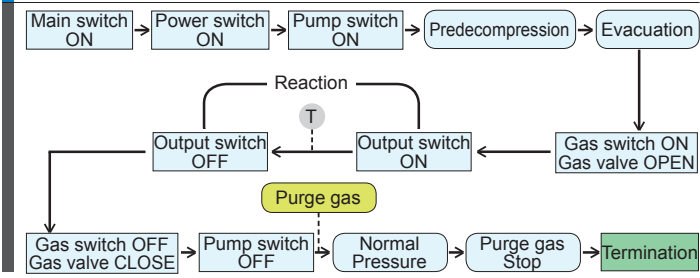 Main switch
ON
Power switch
ON
Pump switch
ON
Predecompression
Evacuation
Reaction
T
Output switch
OFF
Output switch
ON
Gas switch ON
Gas valve OPEN
Purge gas
Gas switch OFF
Gas valve CLOSE
Pump switch
OFF
Normal
Pressure
Purge gas
Stop
Termination